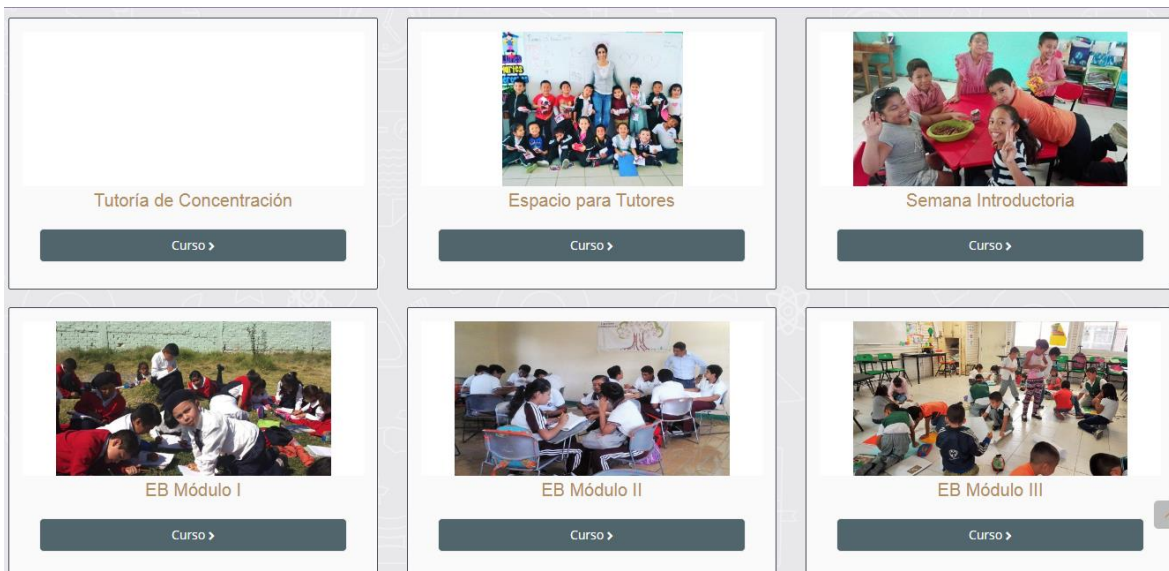 Tutoría de Concentración
Curso >
Espacio para Tutores
Curso >
Semana Introductoria
Curso >
EB Módulo I
Curso >
EB Módulo II
Curso >
EB Módulo III
Curso >